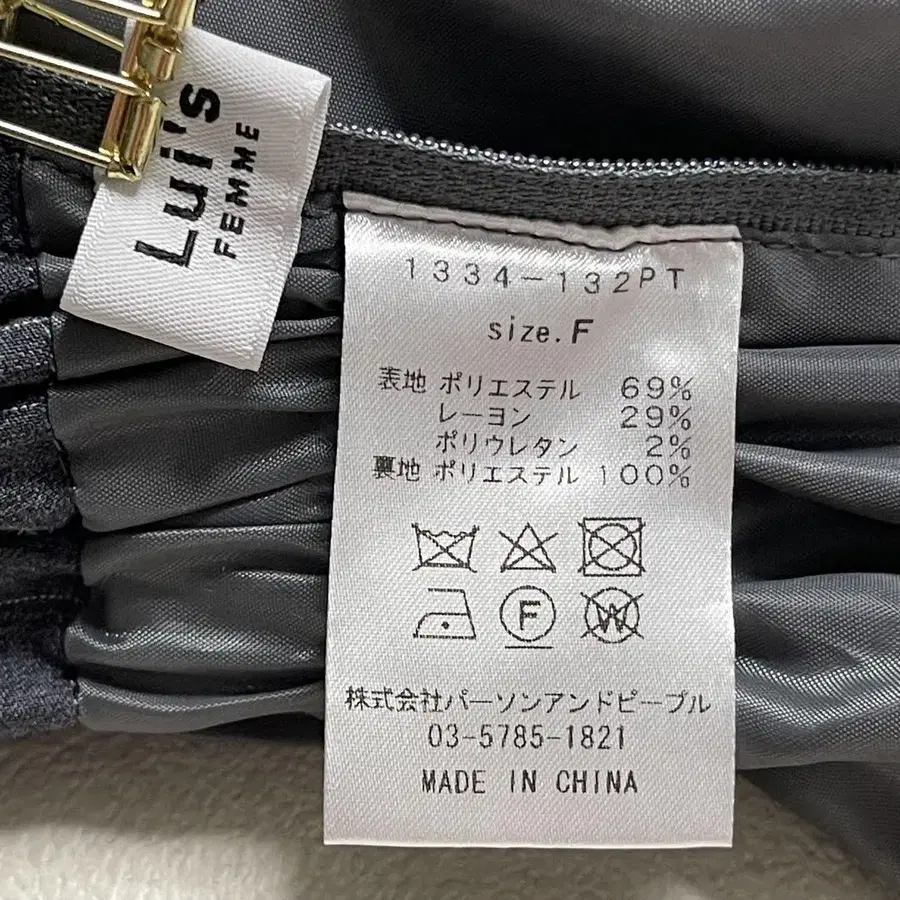 Lui's
FEMME
1334-132PT
size.F
表地 ポリエステル 69%
レーヨン 29%
ポリウレタン 2%
裏地 ポリエステル 100%
F
W
株式会社パーソンアンドピープル
03-5785-1821
MADE IN CHINA